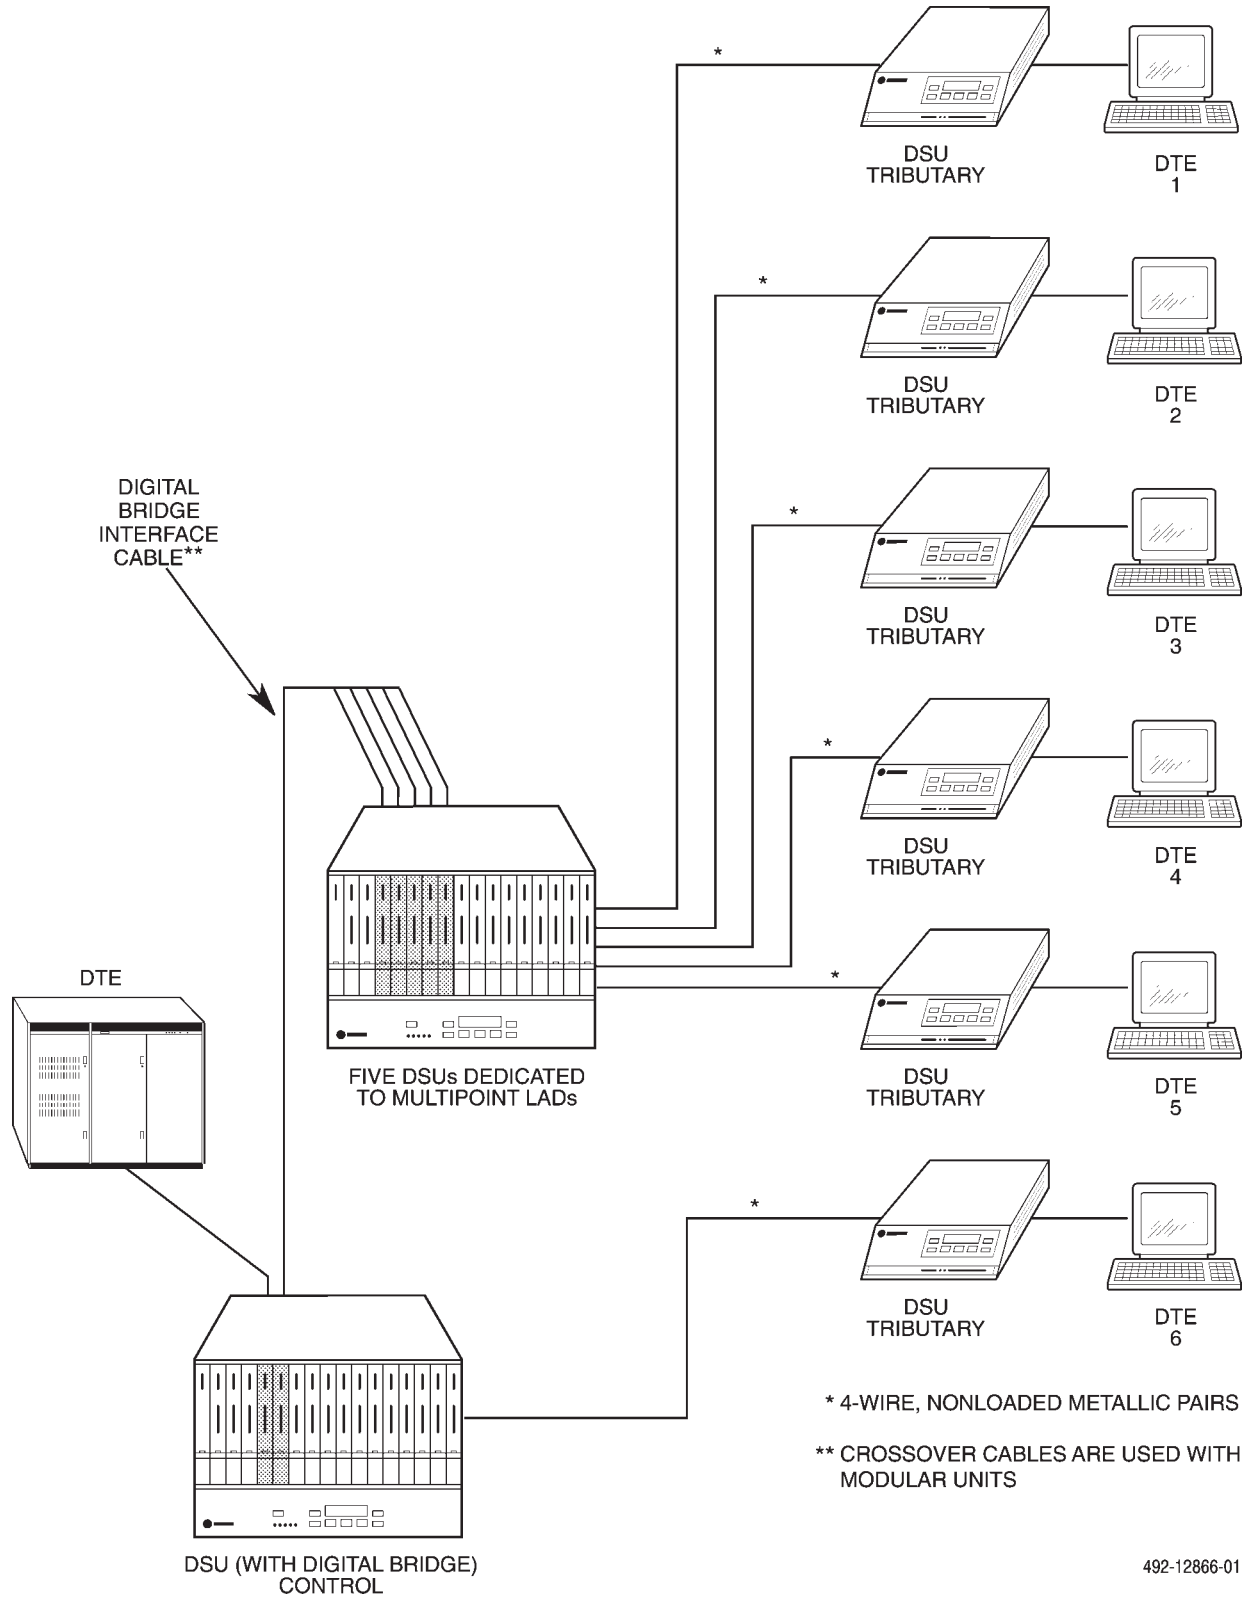 *
DSU
TRIBUTARY
DTE
1
*
DSU
TRIBUTARY
DTE
2
DIGITAL
BRIDGE
INTERFACE
CABLE**
*
DSU
TRIBUTARY
DTE
3
*
DSU
TRIBUTARY
DTE
4
DTE
*
DSU
TRIBUTARY
DTE
5
FIVE DSUs DEDICATED
TO MULTIPOINT LADs
*
DSU
TRIBUTARY
DTE
6
* 4-WIRE, NONLOADED METALLIC PAIRS
** CROSSOVER CABLES ARE USED WITH
MODULAR UNITS
DSU (WITH DIGITAL BRIDGE)
CONTROL
492-12866-01